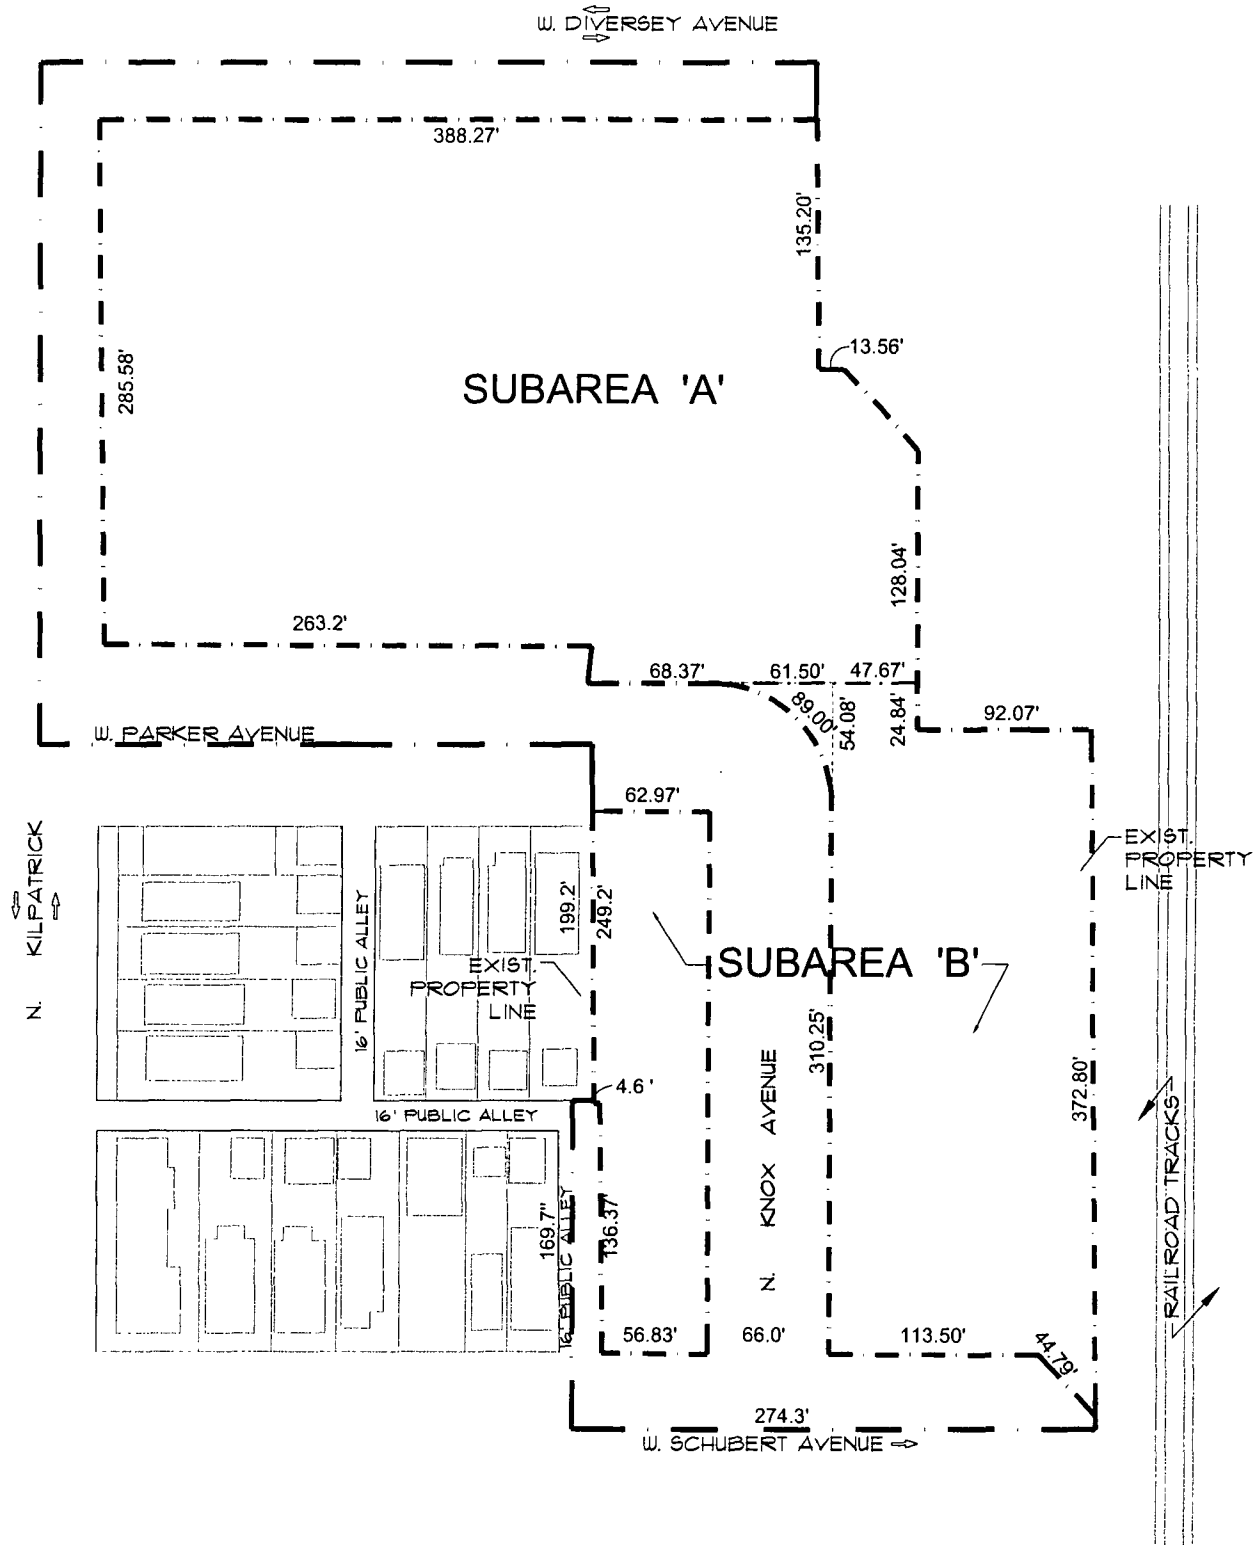 W. DIVERSEY AVENUE
388.27'
135.20'
13.56'
285.58'
SUBAREA 'A'
128.04'
263.2'
68.37'
61.50'
47.67'
89.00'
54.08'
24.84'
92.07'
W. PARKER AVENUE
62.97'
EXIST.
PROPERTY
LINE
N. KILPATRICK
16' PUBLIC ALLEY
199.2'
249.2'
EXIST.
PROPERTY
LINE
SUBAREA 'B'
310.25'
N. KNOX AVENUE
372.80'
4.6'
16' PUBLIC ALLEY
169.7"
16' PUBLIC ALLEY
136.37'
RAILROAD TRACKS
56.83'
66.0'
113.50'
44.79'
274.3'
W. SCHUBERT AVENUE